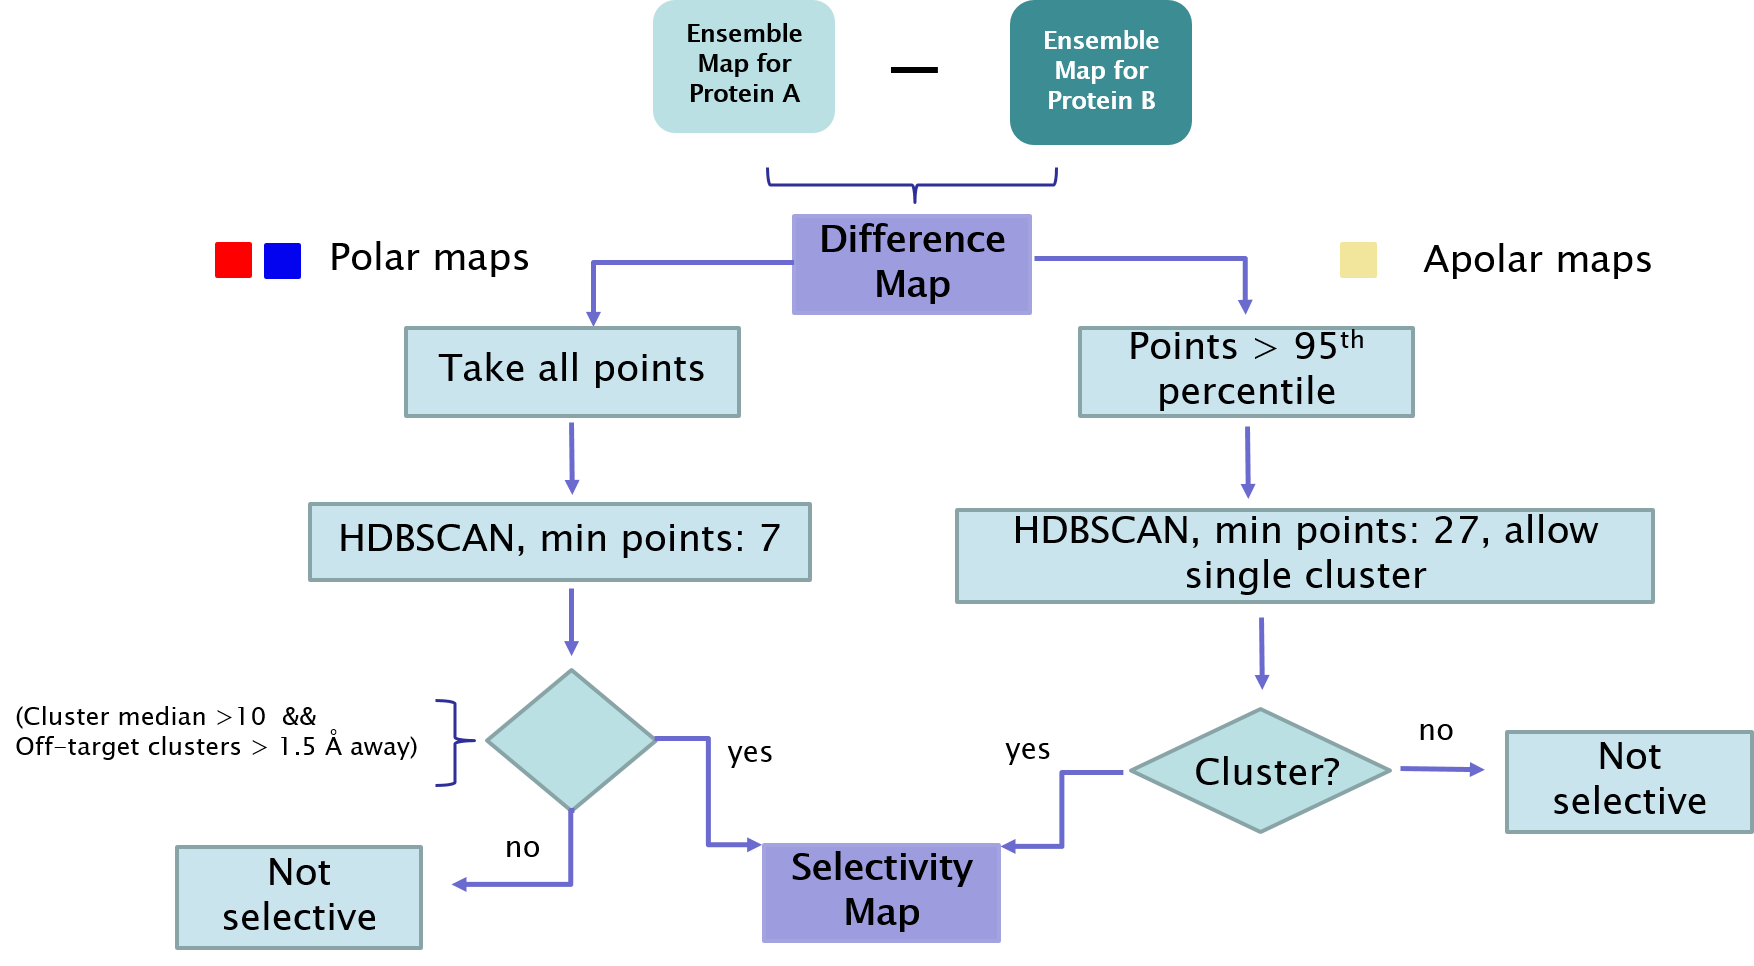 Ensemble
Map for
Protein A
Ensemble
Map for
Protein B
Difference
Map
Polar maps
Apolar maps
Take all points
Points > 95th
percentile
HDBSCAN, min points: 7
HDBSCAN, min points: 27, allow
single cluster
(Cluster median >10 &&
Off-target clusters > 1.5 Å away)
yes
no
Not
selective
Cluster?
yes
no
Not
selective
Selectivity
Map